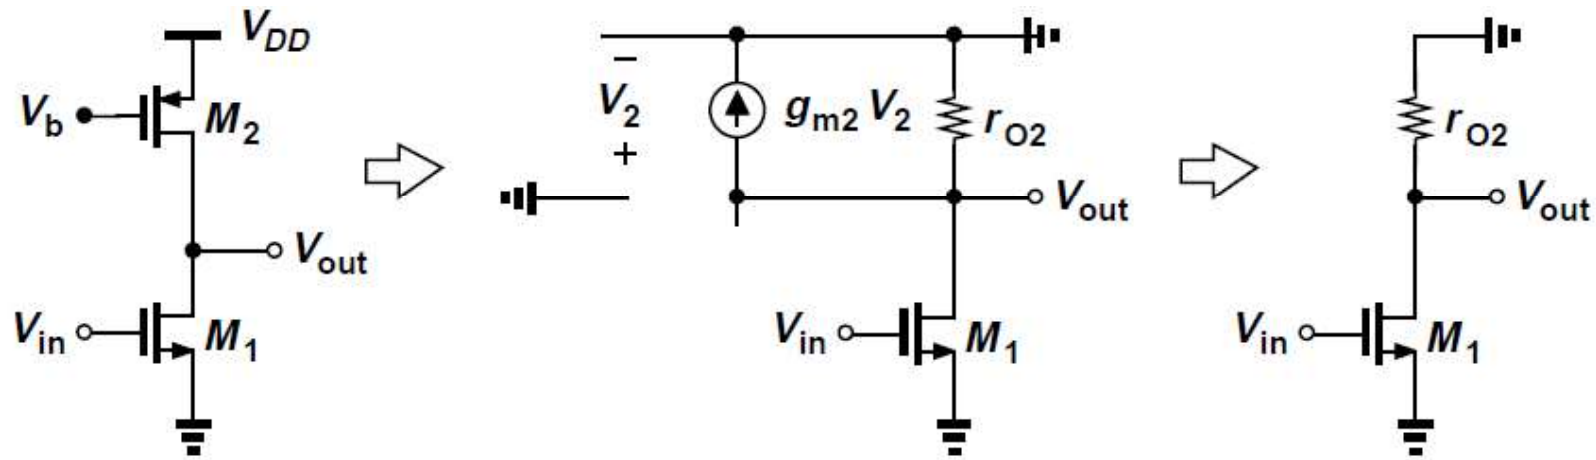 V_DD
V_b
M_2
V_out
V_in
M_1
−
V_2
+
g_m2 V_2
r_O2
V_out
V_in
M_1
r_O2
V_out
V_in
M_1